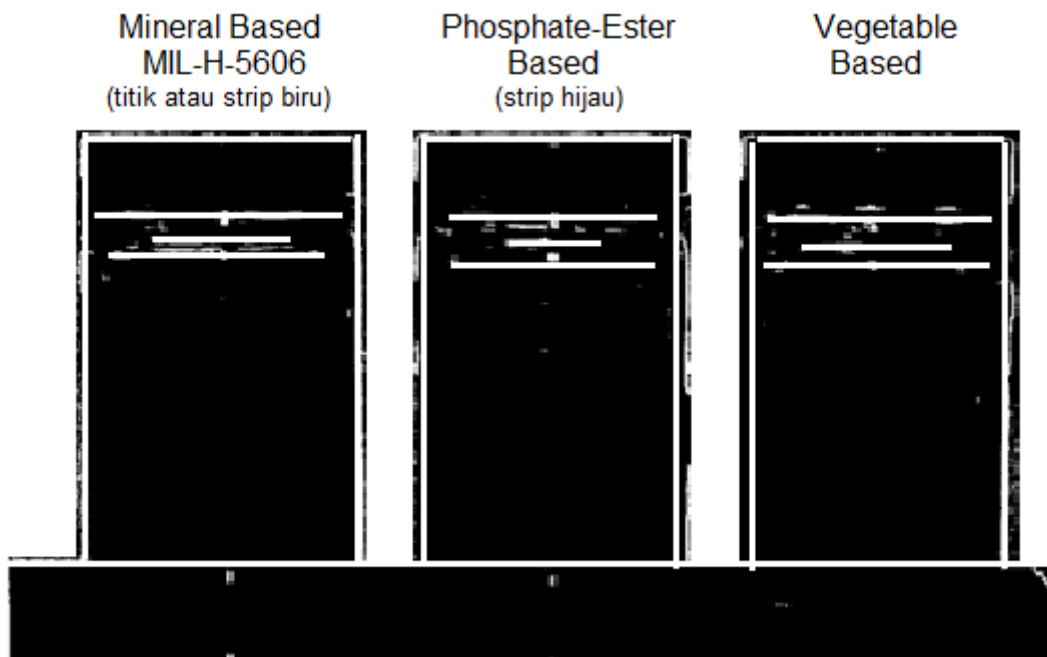 Mineral Based
MIL-H-5606
(titik atau strip biru)
Phosphate-Ester
Based
(strip hijau)
Vegetable
Based